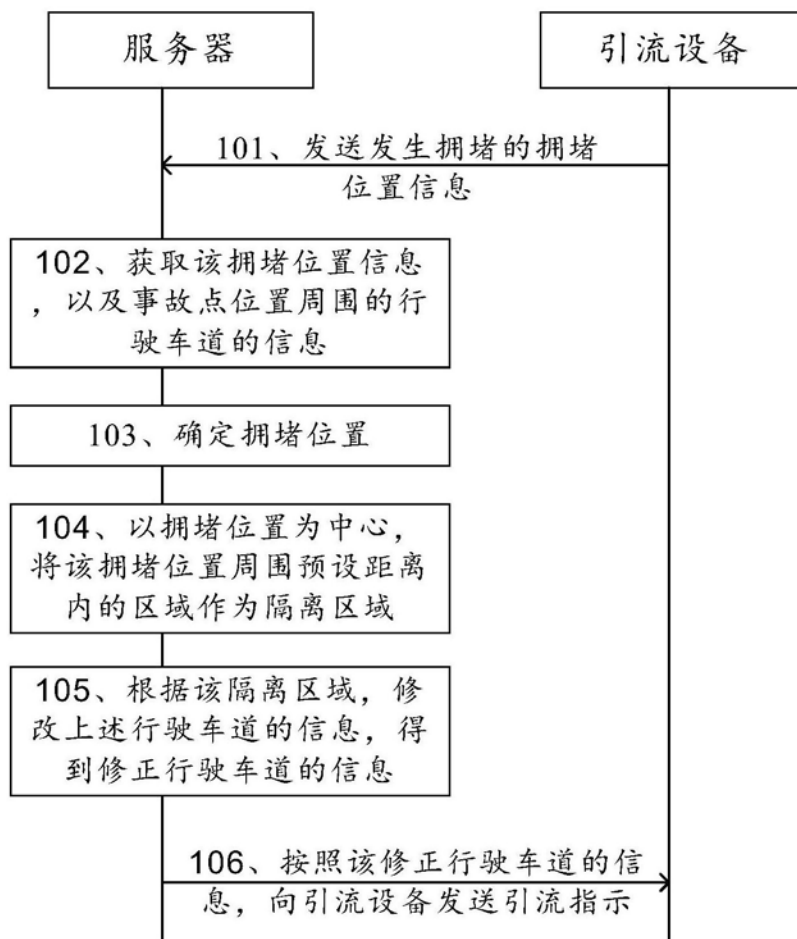 服务器
引流设备
101、发送发生拥堵的拥堵
位置信息
102、获取该拥堵位置信息
，以及事故点位置周围的行
驶车道的信息
103、确定拥堵位置
104、以拥堵位置为中心，
将该拥堵位置周围预设距离
内的区域作为隔离区域
105、根据该隔离区域，修
改上述行驶车道的信息，得
到修正行驶车道的信息
106、按照该修正行驶车道的信
息，向引流设备发送引流指示